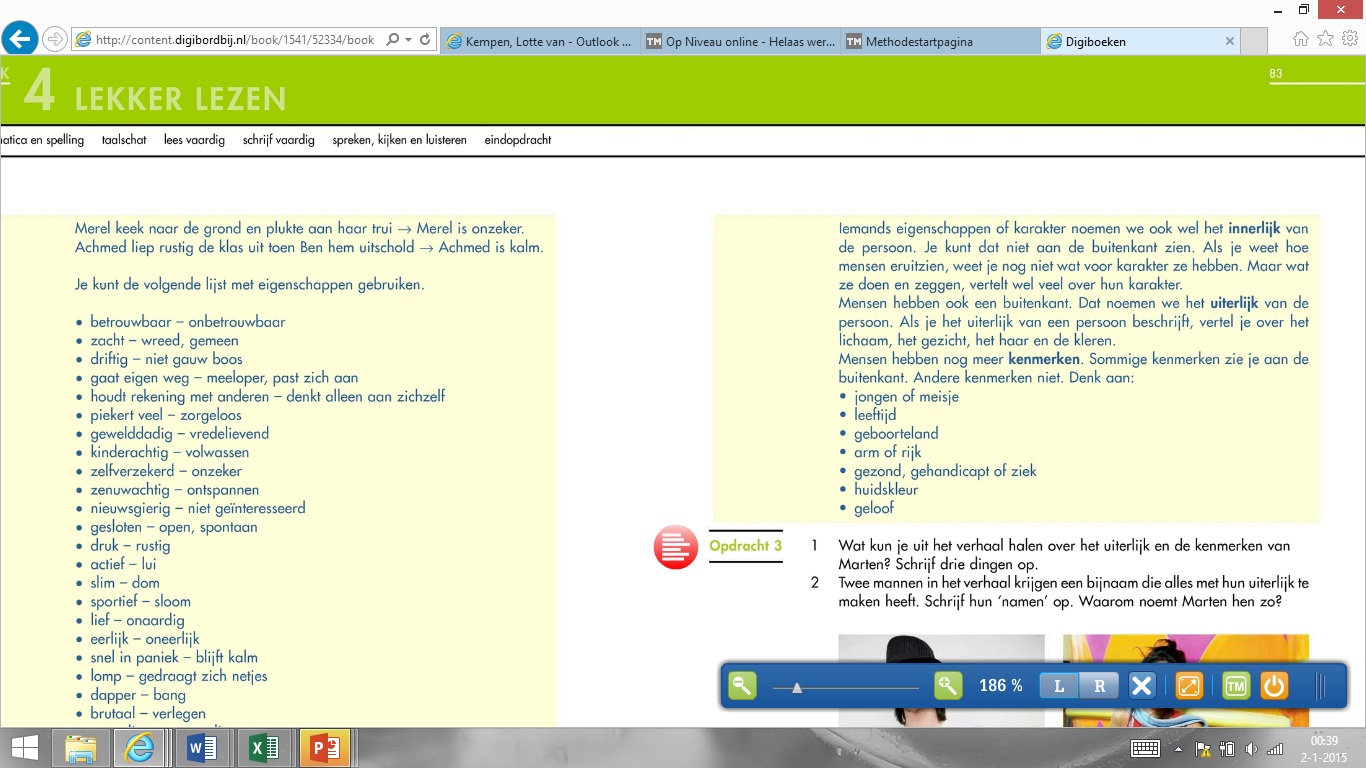 http://content.digibordbij.nl/book/1541/52334/book
Kempen, Lotte van - Outlook ...
TM Op Niveau online - Helaas wer...
TM Methodestartpagina
Digiboeken
K 4 LEKKER LEZEN
83
natica en spelling taalschat lees vaardig schrijf vaardig spreken, kijken en luisteren eindopdracht
Merel keek naar de grond en plukte aan haar trui → Merel is onzeker.
Achmed liep rustig de klas uit toen Ben hem uitschold → Achmed is kalm.
Je kunt de volgende lijst met eigenschappen gebruiken.
• betrouwbaar – onbetrouwbaar
• zacht – wreed, gemeen
• driftig – niet gauw boos
• gaat eigen weg – meeloper, past zich aan
• houdt rekening met anderen – denkt alleen aan zichzelf
• piekert veel – zorgeloos
• gewelddadig – vredelievend
• kinderachtig – volwassen
• zelfverzekerd – onzeker
• zenuwachtig – ontspannen
• nieuwsgierig – niet geïnteresseerd
• gesloten – open, spontaan
• druk – rustig
• actief – lui
• slim – dom
• sportief – sloom
• lief – onaardig
• eerlijk – oneerlijk
• snel in paniek – blijft kalm
• lomp – gedraagt zich netjes
• dapper – bang
• brutaal – verlegen
Iemands eigenschappen of karakter noemen we ook wel het innerlijk van
de persoon. Je kunt dat niet aan de buitenkant zien. Als je weet hoe
mensen eruitzien, weet je nog niet wat voor karakter ze hebben. Maar wat
ze doen en zeggen, vertelt wel veel over hun karakter.
Mensen hebben ook een buitenkant. Dat noemen we het uiterlijk van de
persoon. Als je het uiterlijk van een persoon beschrijft, vertel je over het
lichaam, het gezicht, het haar en de kleren.
Mensen hebben nog meer kenmerken. Sommige kenmerken zie je aan de
buitenkant. Andere kenmerken niet. Denk aan:
• jongen of meisje
• leeftijd
• geboorteland
• arm of rijk
• gezond, gehandicapt of ziek
• huidskleur
• geloof
Opdracht 3
1 Wat kun je uit het verhaal halen over het uiterlijk en de kenmerken van
Marten? Schrijf drie dingen op.
2 Twee mannen in het verhaal krijgen een bijnaam die alles met hun uiterlijk te
maken heeft. Schrijf hun ‘namen’ op. Waarom noemt Marten hen zo?
186 % L R TM
00:39
2-1-2015